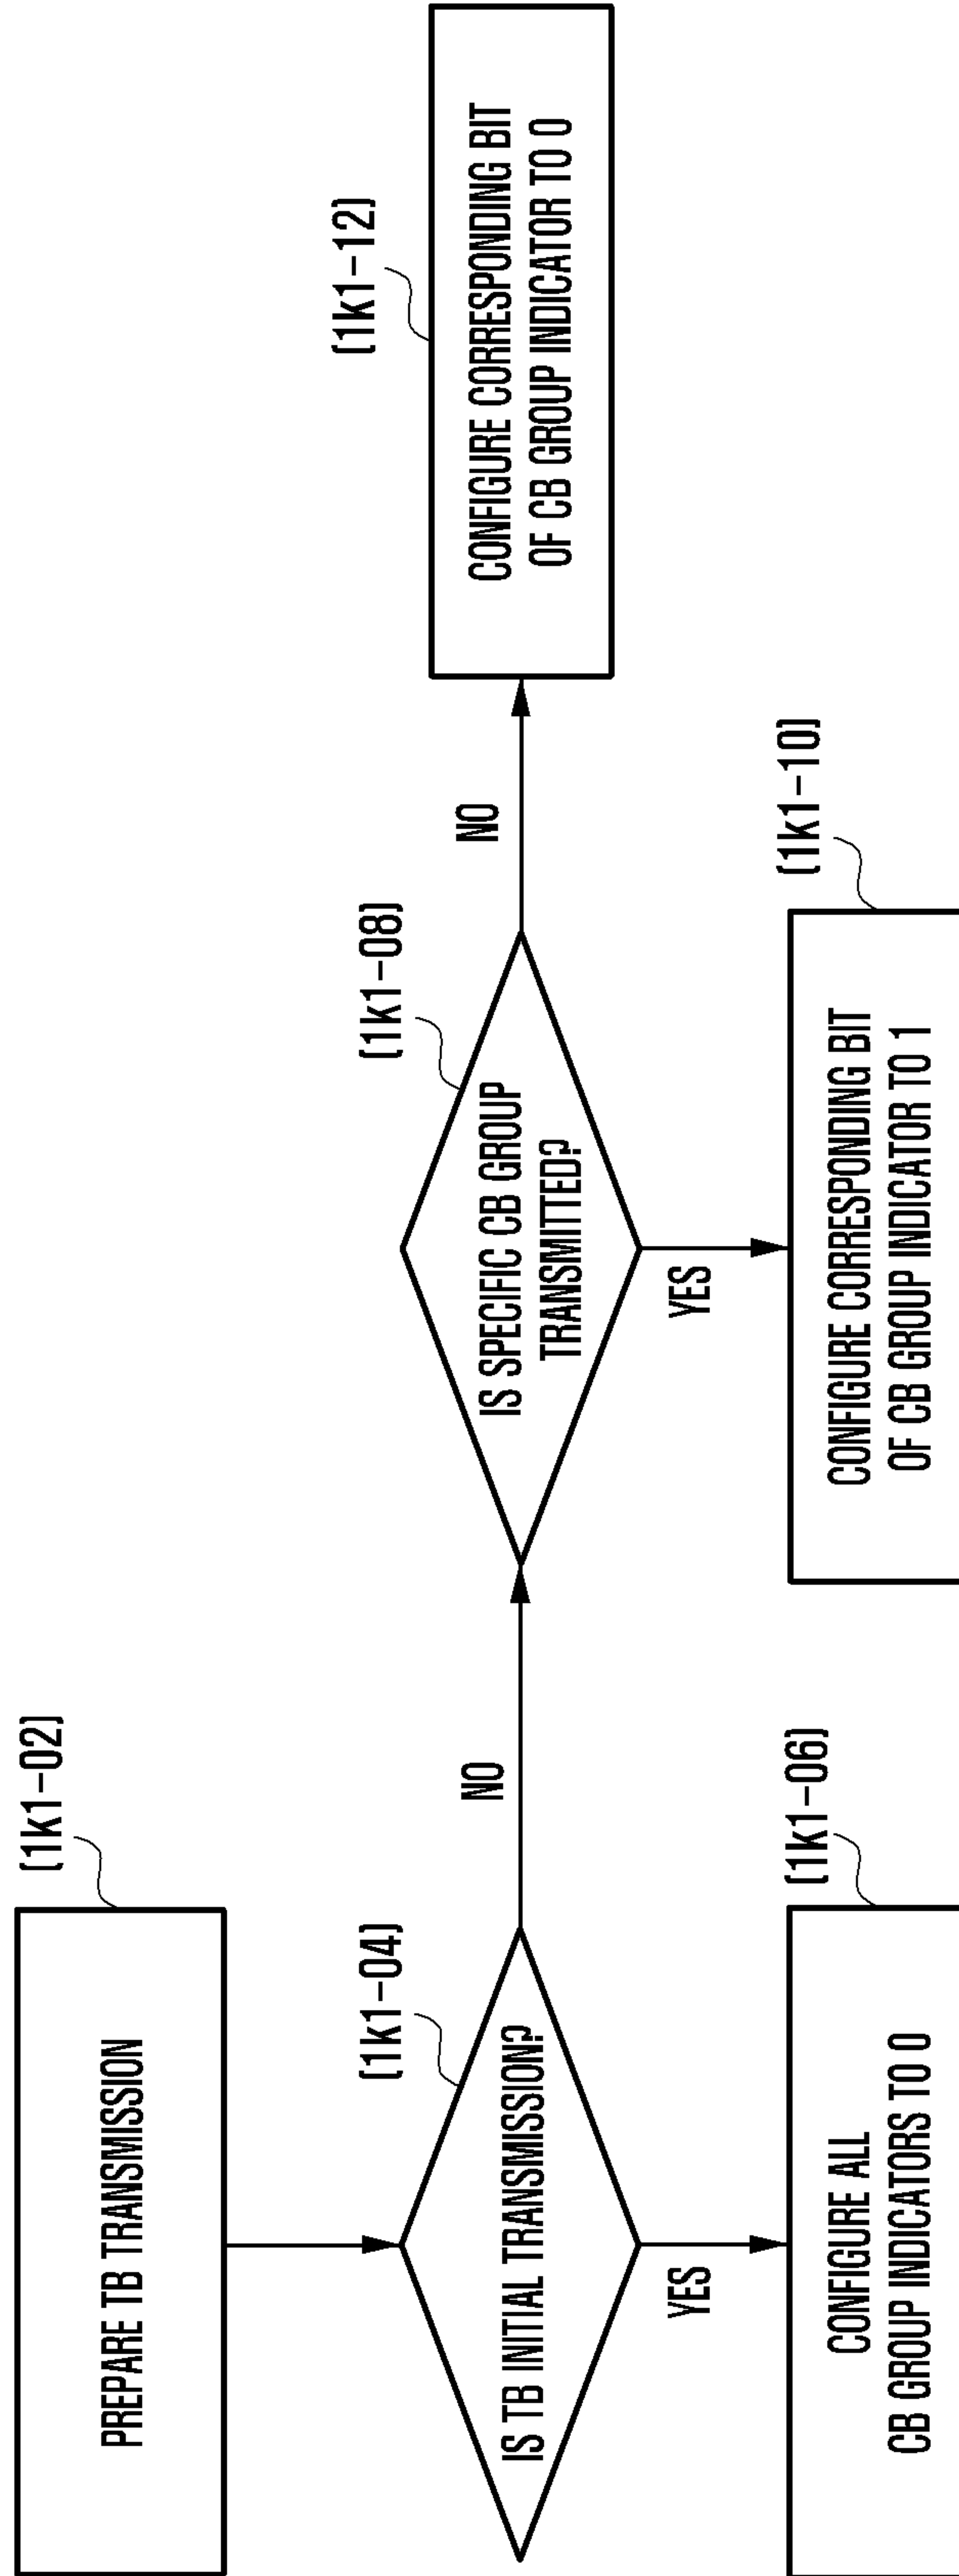 PREPARE TB TRANSMISSION
(1k1-02)
IS TB INITIAL TRANSMISSION?
(1k1-04)
YES
NO
CONFIGURE ALL
CB GROUP INDICATORS TO 0
(1k1-06)
IS SPECIFIC CB GROUP
TRANSMITTED?
(1k1-08)
YES
NO
CONFIGURE CORRESPONDING BIT
OF CB GROUP INDICATOR TO 1
(1k1-10)
CONFIGURE CORRESPONDING BIT
OF CB GROUP INDICATOR TO 0
(1k1-12)